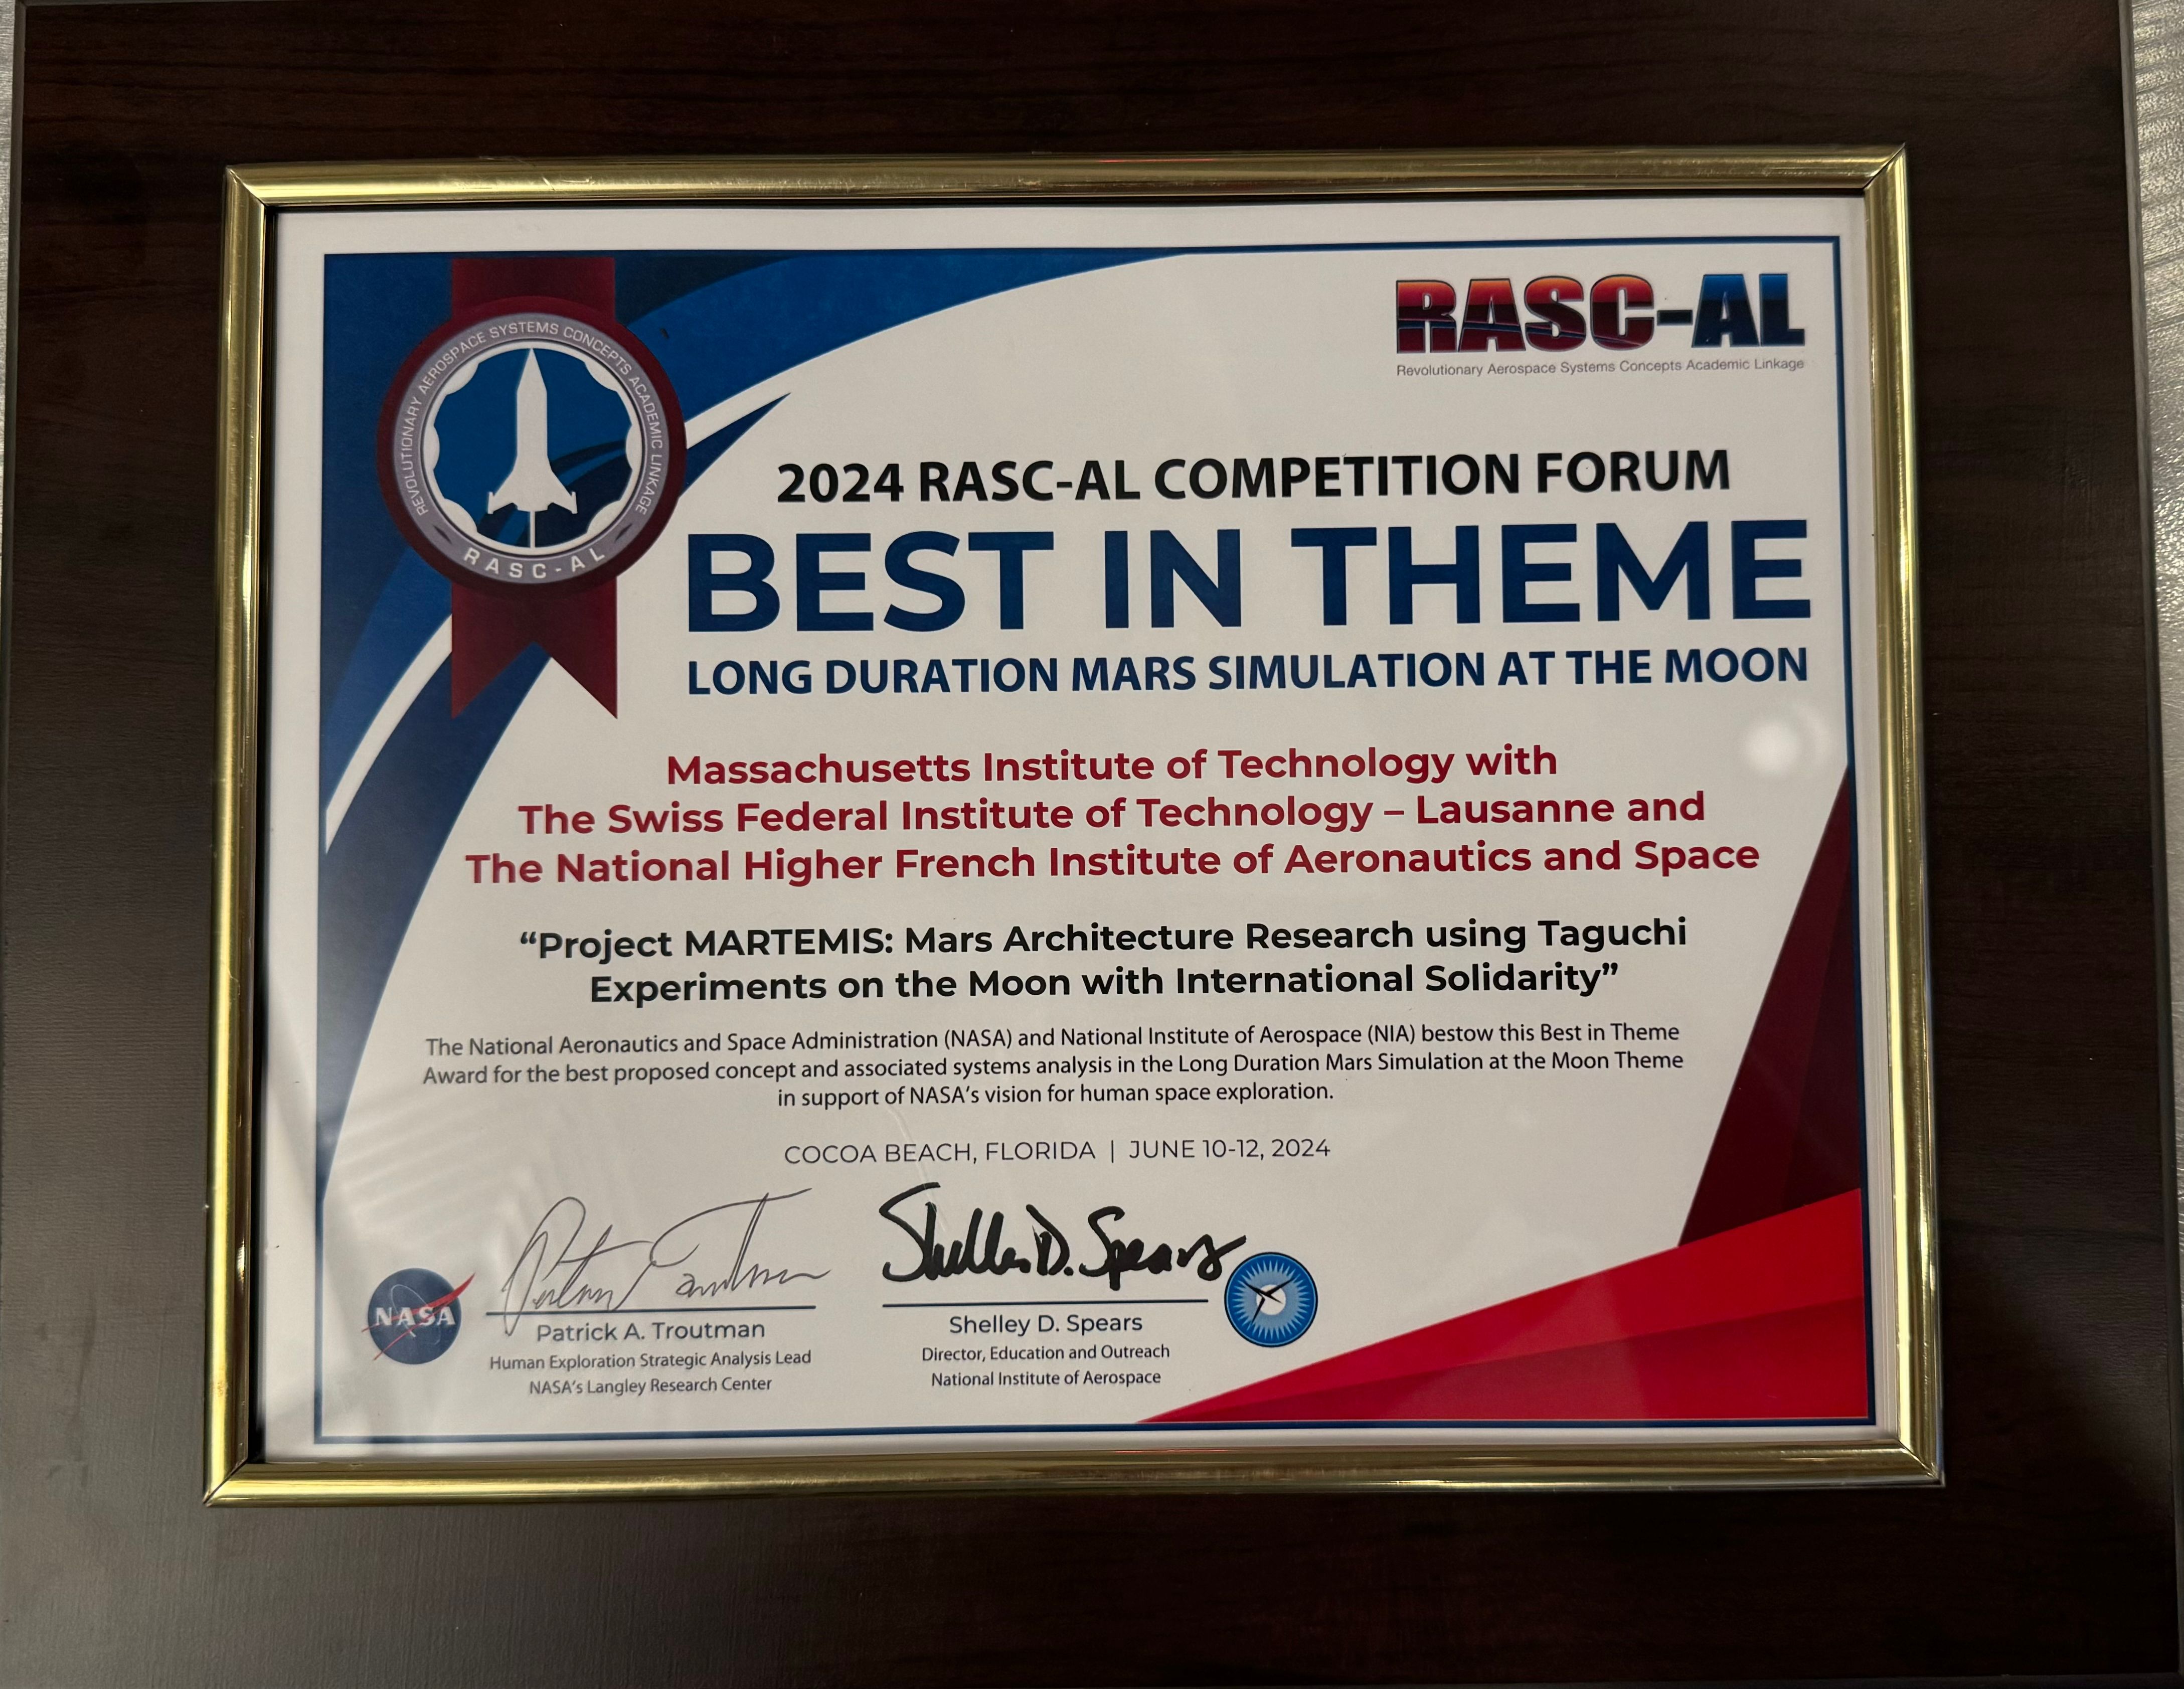 RASC-AL
Revolutionary Aerospace Systems Concepts Academic Linkage
REVOLUTIONARY AEROSPACE SYSTEMS CONCEPTS ACADEMIC LINKAGE
RASC-AL
2024 RASC-AL COMPETITION FORUM
BEST IN THEME
LONG DURATION MARS SIMULATION AT THE MOON
Massachusetts Institute of Technology with
The Swiss Federal Institute of Technology – Lausanne and
The National Higher French Institute of Aeronautics and Space
“Project MARTEMIS: Mars Architecture Research using Taguchi
Experiments on the Moon with International Solidarity”
The National Aeronautics and Space Administration (NASA) and National Institute of Aerospace (NIA) bestow this Best in Theme
Award for the best proposed concept and associated systems analysis in the Long Duration Mars Simulation at the Moon Theme
in support of NASA’s vision for human space exploration.
COCOA BEACH, FLORIDA | JUNE 10-12, 2024
Shelley D. Spears
NASA
Patrick A. Troutman
Human Exploration Strategic Analysis Lead
NASA’s Langley Research Center
Shelley D. Spears
Director, Education and Outreach
National Institute of Aerospace